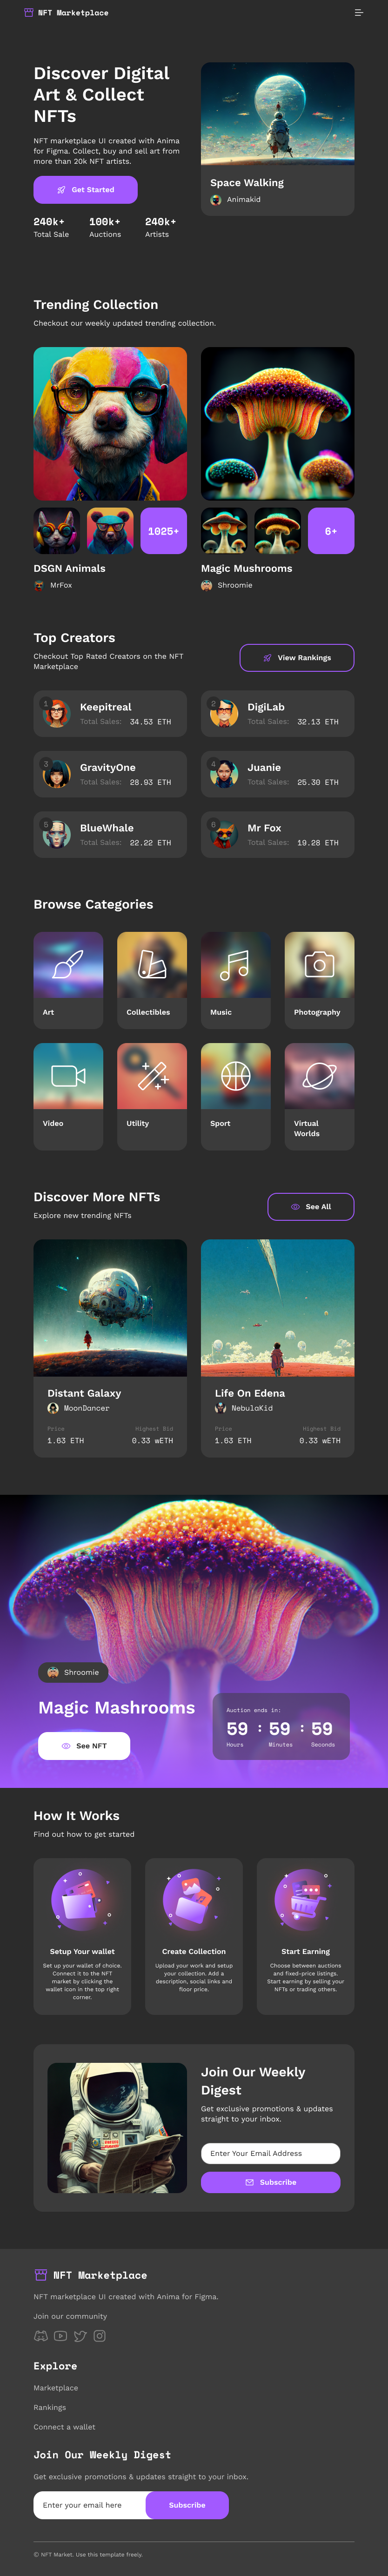 NFT Marketplace
Discover Digital
Art & Collect
NFTs
NFT marketplace UI created with Anima
for Figma. Collect, buy and sell art from
more than 20k NFT artists.
Get Started
240k+
100k+
240k+
Total Sale
Auctions
Artists
Space Walking
Animakid
Trending Collection
Checkout our weekly updated trending collection.
1025+
6+
DSGN Animals
MrFox
Magic Mushrooms
Shroomie
Top Creators
Checkout Top Rated Creators on the NFT
Marketplace
View Rankings
1
Keepitreal
Total Sales: 34.53 ETH
2
DigiLab
Total Sales: 32.13 ETH
3
GravityOne
Total Sales: 28.93 ETH
4
Juanie
Total Sales: 25.30 ETH
5
BlueWhale
Total Sales: 22.22 ETH
6
Mr Fox
Total Sales: 19.28 ETH
Browse Categories
Art
Collectibles
Music
Photography
Video
Utility
Sport
Virtual
Worlds
Discover More NFTs
Explore new trending NFTs
See All
Distant Galaxy
MoonDancer
Price
Highest Bid
1.63 ETH
0.33 wETH
Life On Edena
NebulaKid
Price
Highest Bid
1.63 ETH
0.33 wETH
Shroomie
Magic Mashrooms
See NFT
Auction ends in:
59 : 59 : 59
Hours
Minutes
Seconds
How It Works
Find out how to get started
Setup Your wallet
Set up your wallet of choice.
Connect it to the NFT
market by clicking the
wallet icon in the top right
corner.
Create Collection
Upload your work and setup
your collection. Add a
description, social links and
floor price.
Start Earning
Choose between auctions
and fixed-price listings.
Start earning by selling your
NFTs or trading others.
Join Our Weekly
Digest
Get exclusive promotions & updates
straight to your inbox.
Enter Your Email Address
Subscribe
NFT Marketplace
NFT marketplace UI created with Anima for Figma.
Join our community
Explore
Marketplace
Rankings
Connect a wallet
Join Our Weekly Digest
Get exclusive promotions & updates straight to your inbox.
Enter your email here
Subscribe
© NFT Market. Use this template freely.